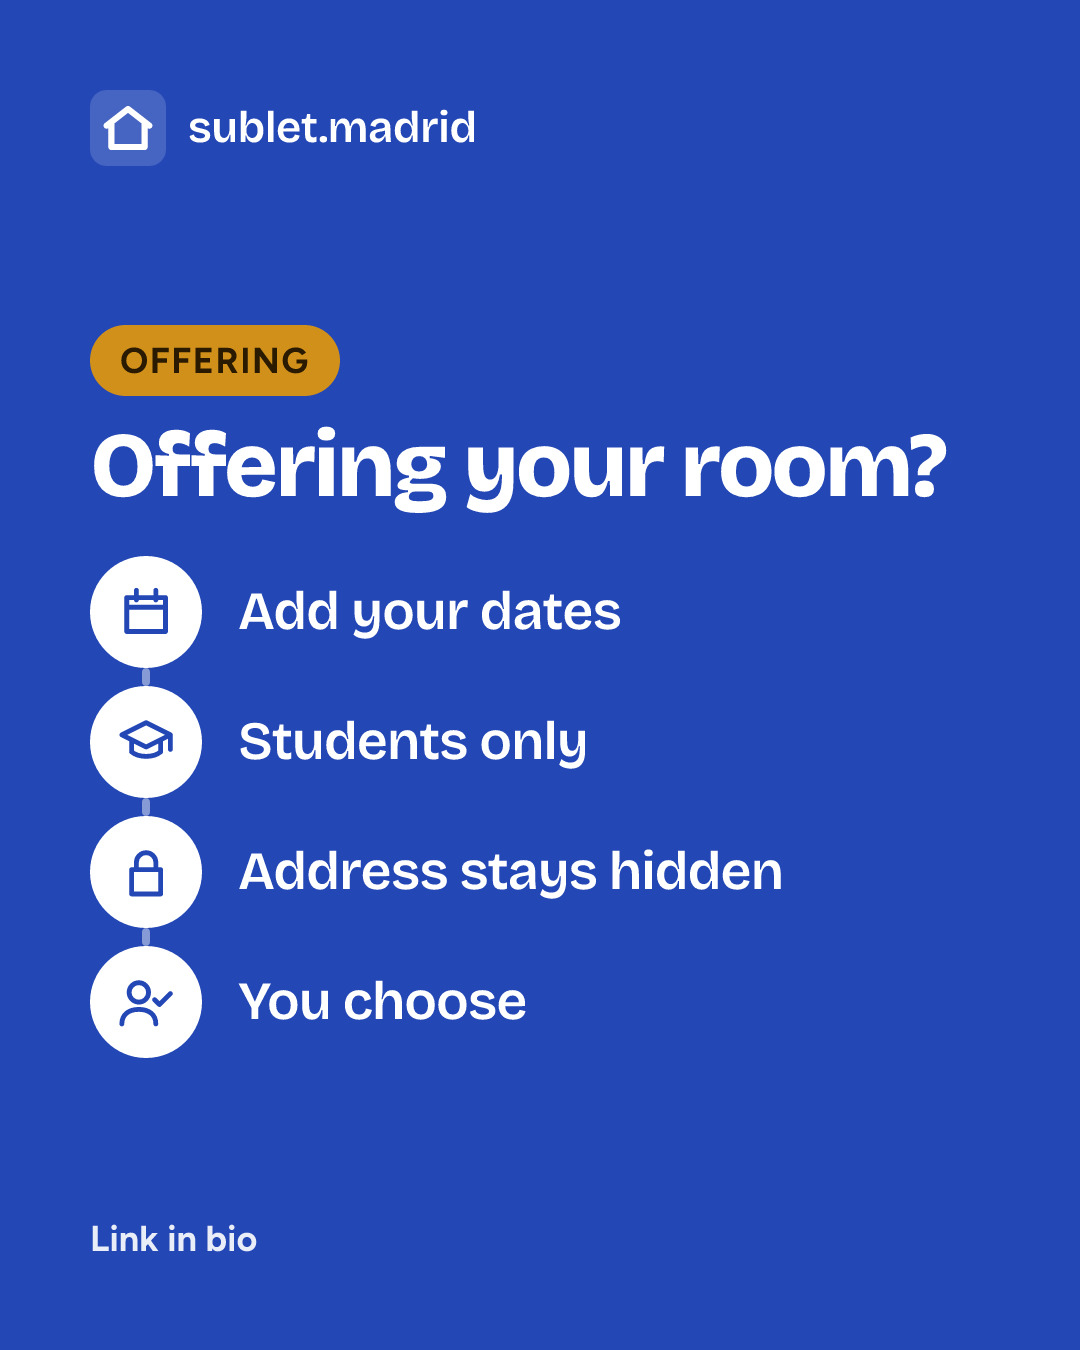 sublet.madrid
OFFERING
Offering your room?
Add your dates
Students only
Address stays hidden
You choose
Link in bio